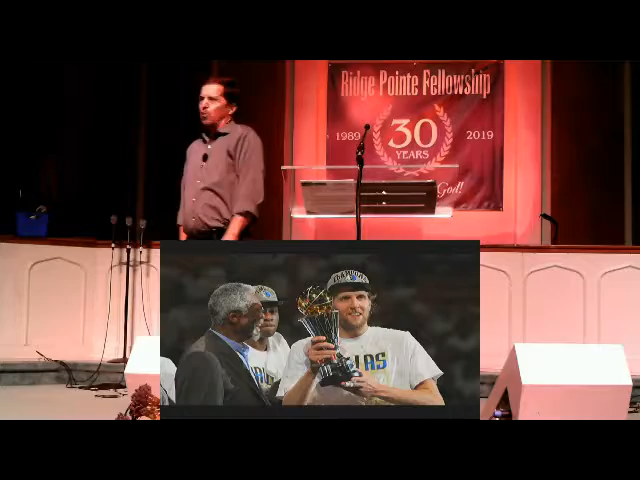 Ridge Pointe Fellowship
1989 30 2019
YEARS
God!
LAS